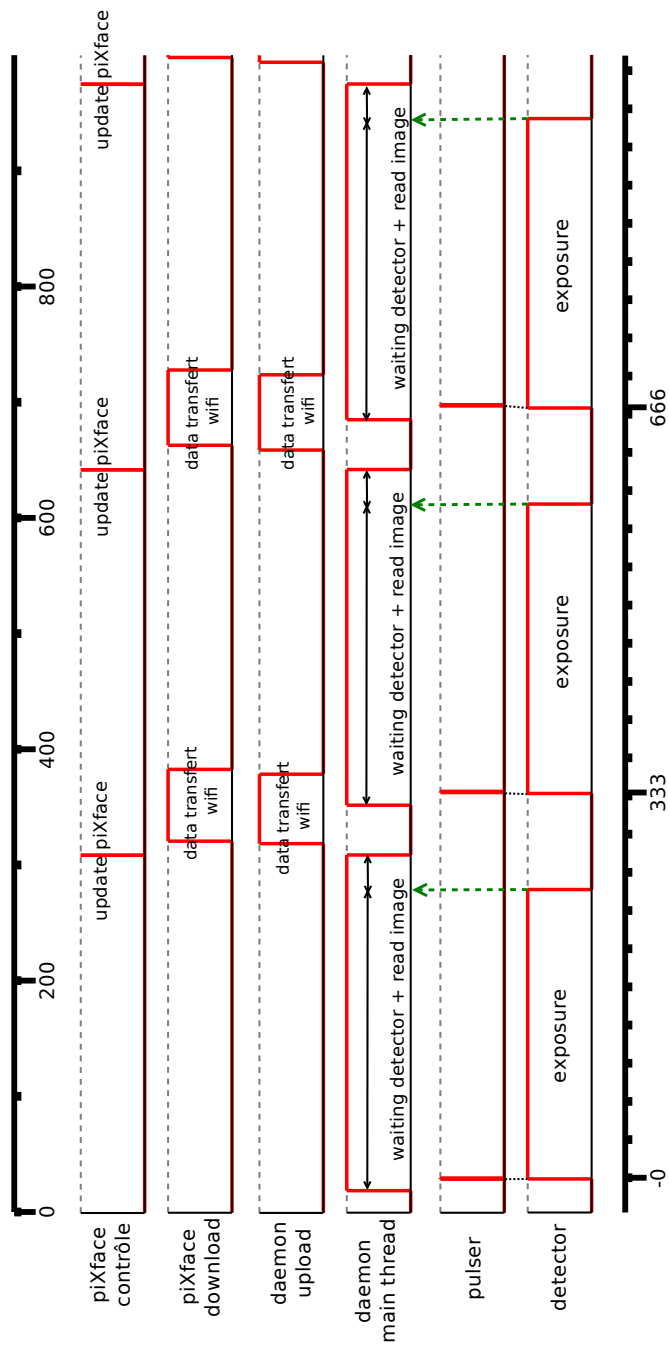 0
200
400
600
800
piXface
contrôle
update piXface
update piXface
update piXface
piXface
download
data transfert
wifi
data transfert
wifi
daemon
upload
data transfert
wifi
data transfert
wifi
daemon
main thread
waiting detector + read image
waiting detector + read image
waiting detector + read image
pulser
detector
exposure
exposure
exposure
-0
333
666